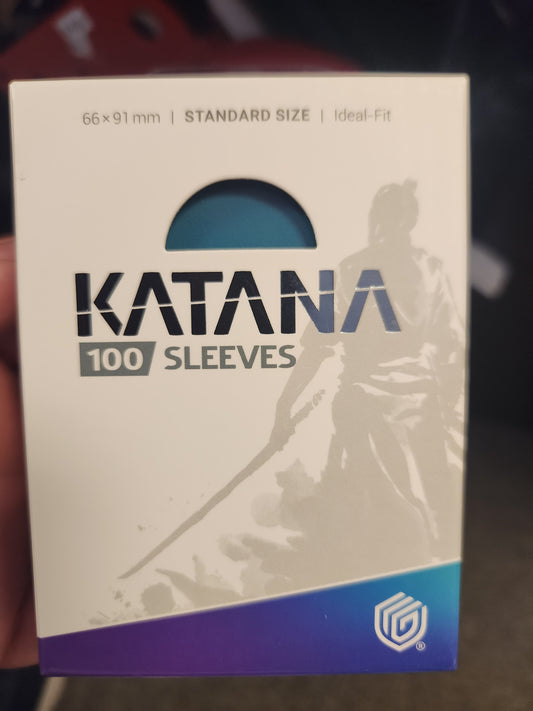 66×91 mm | STANDARD SIZE | Ideal-Fit
KATANA
100 SLEEVES
®